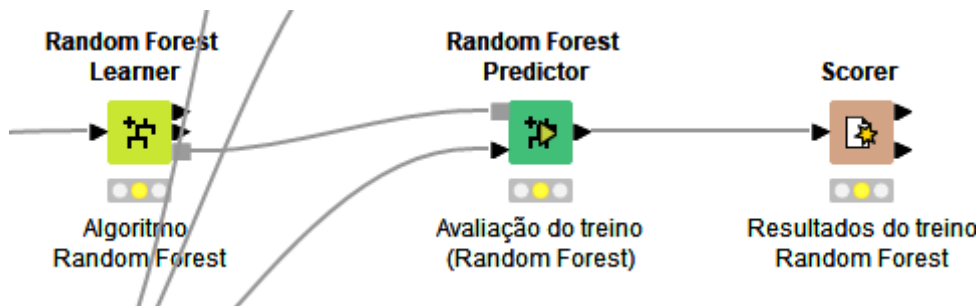 Random Forest
Learner
Algoritmo
Random Forest
Random Forest
Predictor
Avaliação do treino
(Random Forest)
Scorer
Resultados do treino
Random Forest